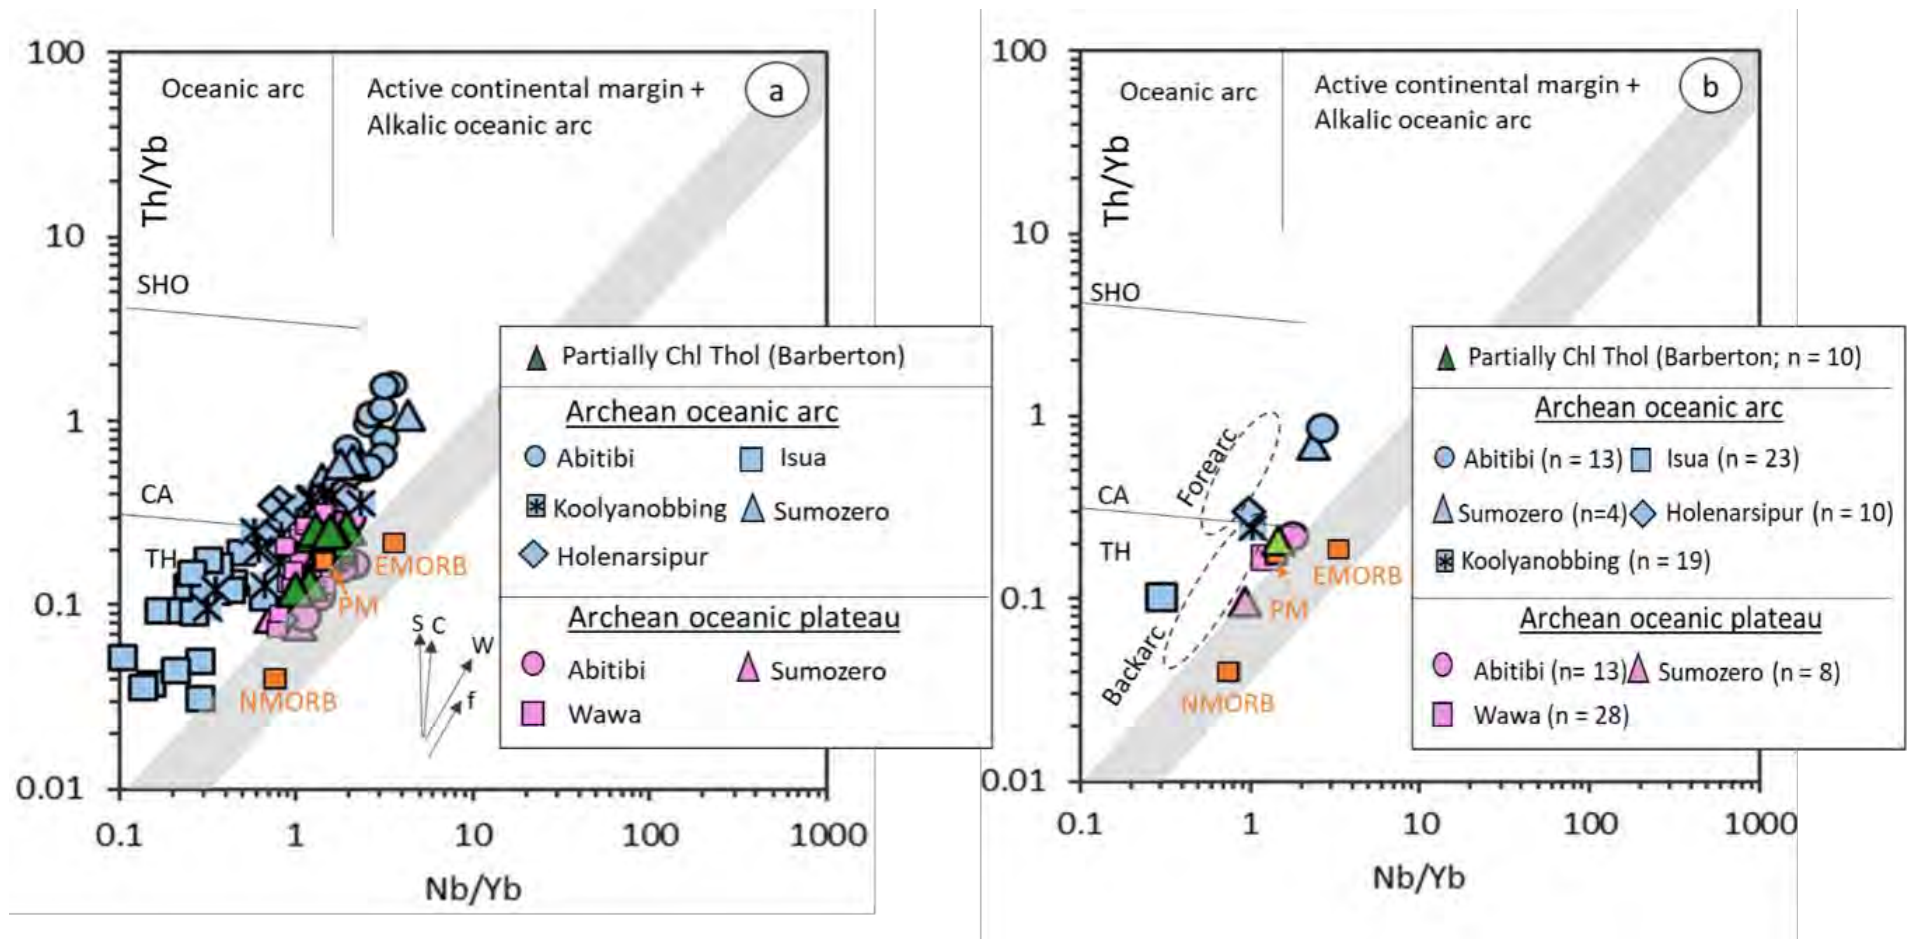 100
10
1
0.1
0.01
Th/Yb
Oceanic arc
Active continental margin +
Alkalic oceanic arc
a
SHO
CA
TH
EMORB
PM
NMORB
S C
W
f
Partially Chl Thol (Barberton)
Archean oceanic arc
Abitibi Isua
Koolyanobbing Sumozero
Holenarsipur
Archean oceanic plateau
Abitibi Sumozero
Wawa
0.1 1 10 100 1000
Nb/Yb
100
10
1
0.1
0.01
Th/Yb
Oceanic arc
Active continental margin +
Alkalic oceanic arc
b
SHO
CA
TH
Forearc
Backarc
EMORB
PM
NMORB
Partially Chl Thol (Barberton; n = 10)
Archean oceanic arc
Abitibi (n = 13) Isua (n = 23)
Sumozero (n=4) Holenarsipur (n = 10)
Koolyanobbing (n = 19)
Archean oceanic plateau
Abitibi (n= 13) Sumozero (n = 8)
Wawa (n = 28)
0.1 1 10 100 1000
Nb/Yb